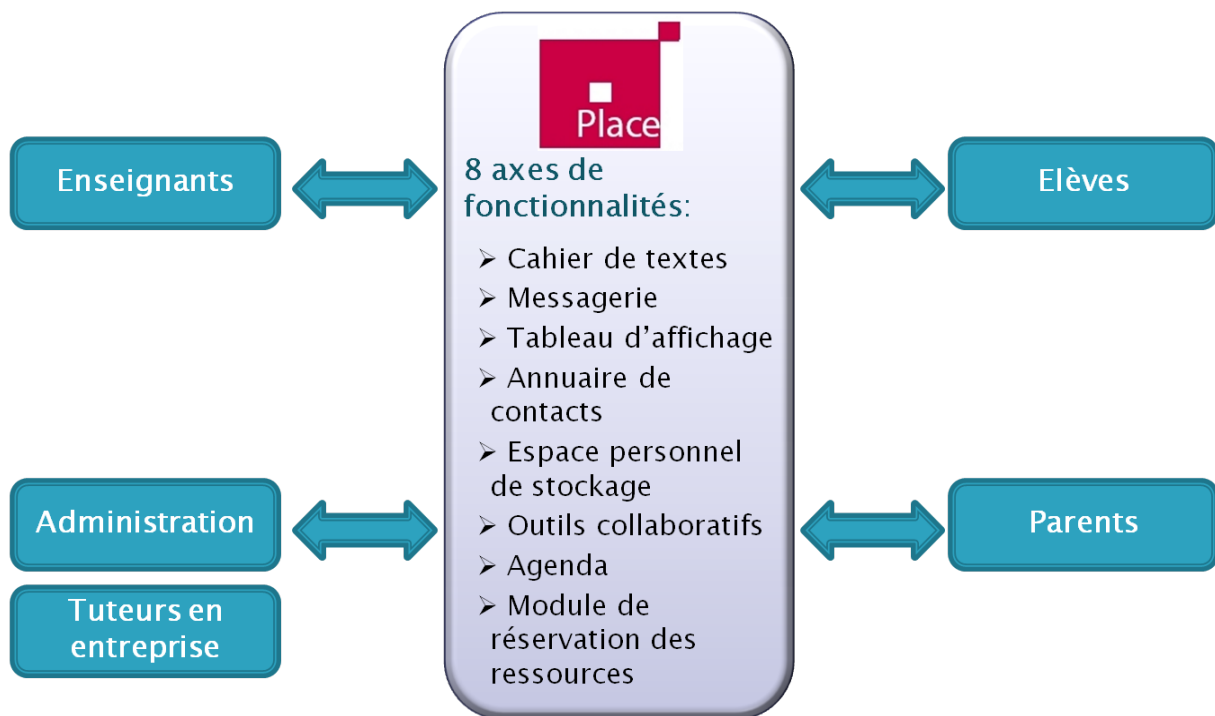 Place
8 axes de
fonctionnalités:
➢ Cahier de textes
➢ Messagerie
➢ Tableau d'affichage
➢ Annuaire de
contacts
➢ Espace personnel
de stockage
➢ Outils collaboratifs
➢ Agenda
➢ Module de
réservation des
ressources
Enseignants
Administration
Tuteurs en
entreprise
Elèves
Parents